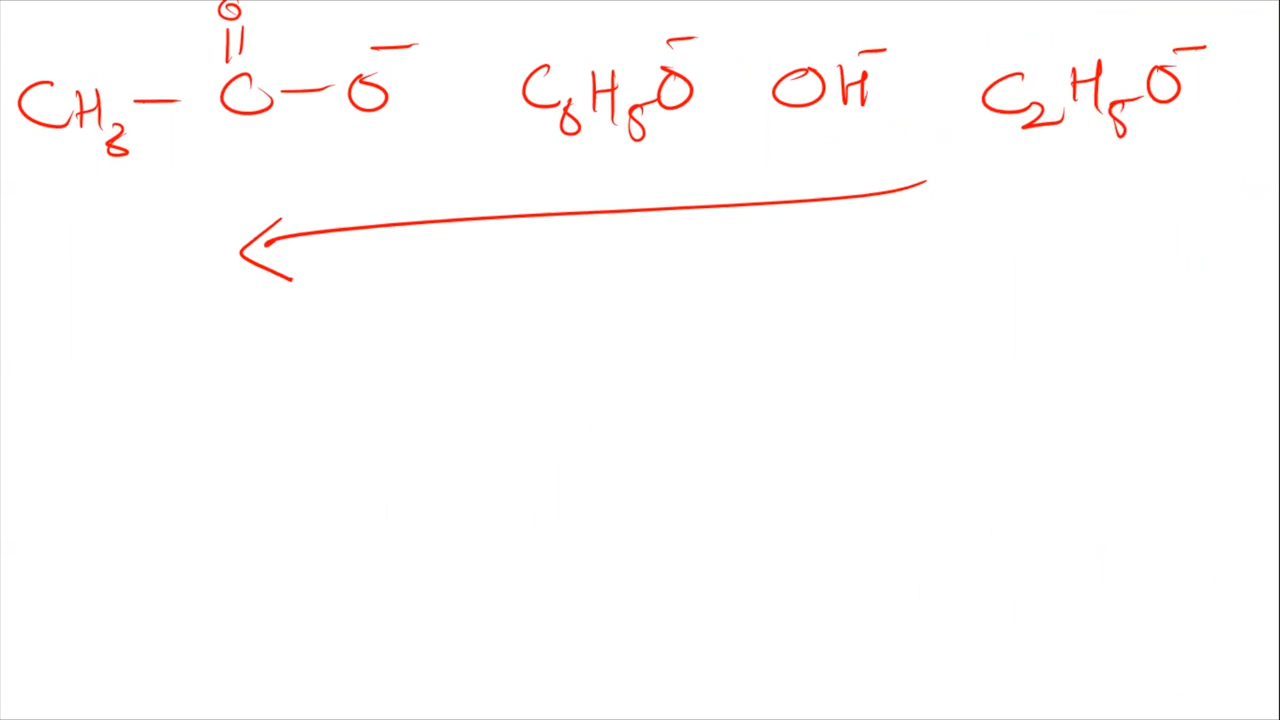 O
||
CH₃ — C — O⁻ C₆H₅O⁻ OH⁻ C₂H₅O⁻